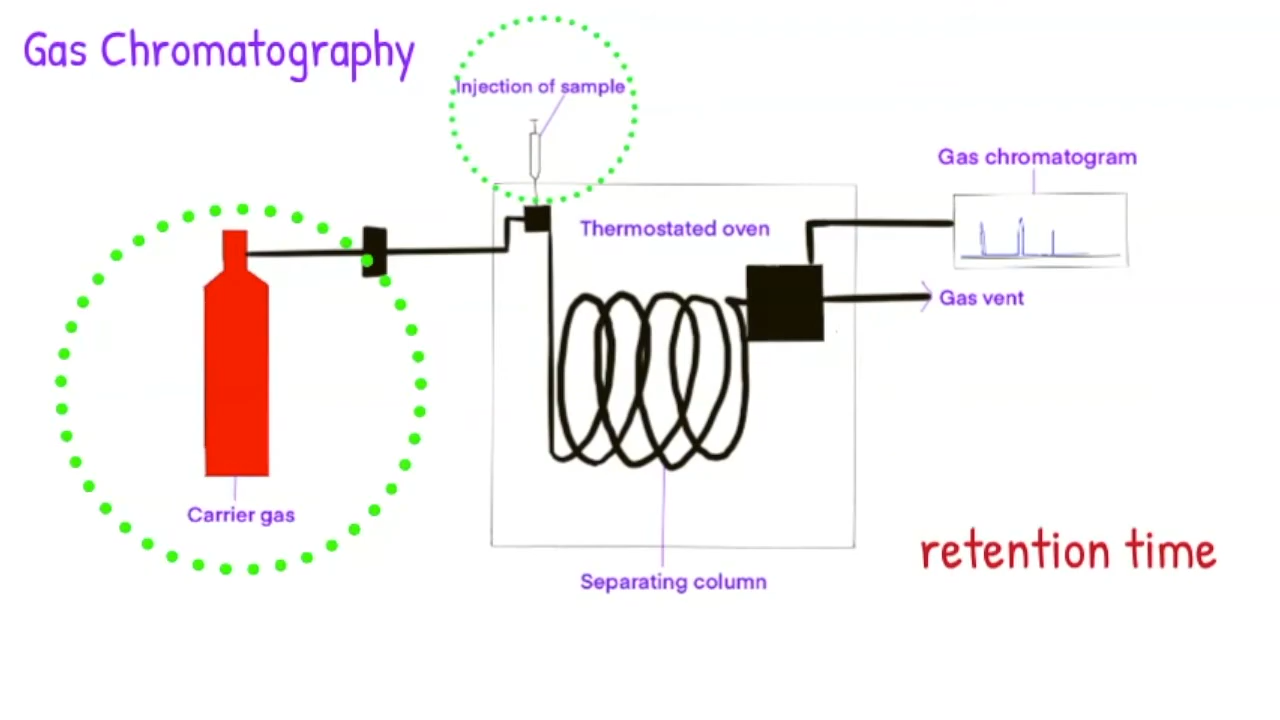 Gas Chromatography
Injection of sample
Gas chromatogram
Thermostated oven
Gas vent
Carrier gas
retention time
Separating column